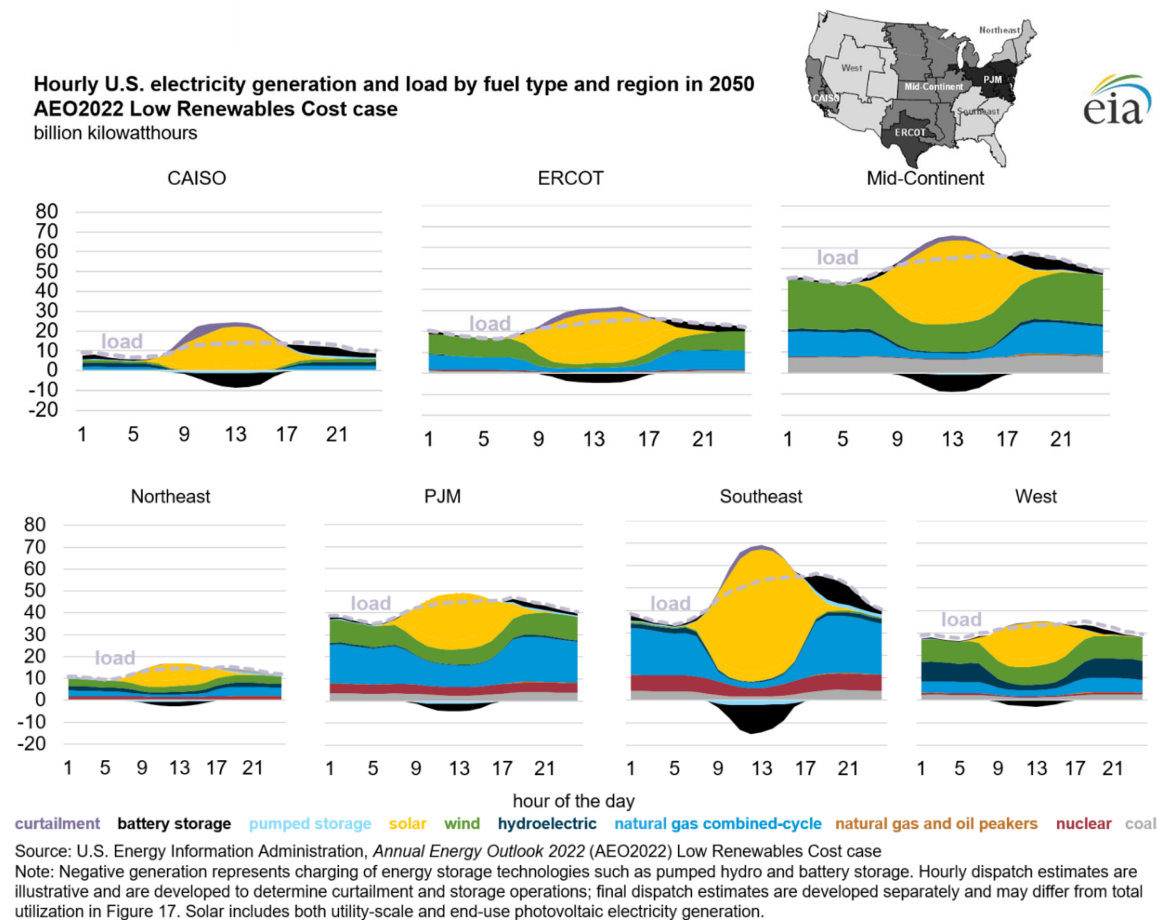 Northeast
West
PJM
Mid-Continent
CAISO
Southeast
ERCOT
eia
Hourly U.S. electricity generation and load by fuel type and region in 2050
AEO2022 Low Renewables Cost case
billion kilowatthours
CAISO
ERCOT
Mid-Continent
80
70
60
50
40
30
20
10
0
-10
-20
load
load
load
1 5 9 13 17 21
1 5 9 13 17 21
1 5 9 13 17 21
Northeast
PJM
Southeast
West
80
70
60
50
40
30
20
10
0
-10
-20
load
load
load
load
1 5 9 13 17 21
1 5 9 13 17 21
1 5 9 13 17 21
1 5 9 13 17 21
hour of the day
curtailment battery storage pumped storage solar wind hydroelectric natural gas combined-cycle natural gas and oil peakers nuclear coal
Source: U.S. Energy Information Administration, Annual Energy Outlook 2022 (AEO2022) Low Renewables Cost case
Note: Negative generation represents charging of energy storage technologies such as pumped hydro and battery storage. Hourly dispatch estimates are
illustrative and are developed to determine curtailment and storage operations; final dispatch estimates are developed separately and may differ from total
utilization in Figure 17. Solar includes both utility-scale and end-use photovoltaic electricity generation.